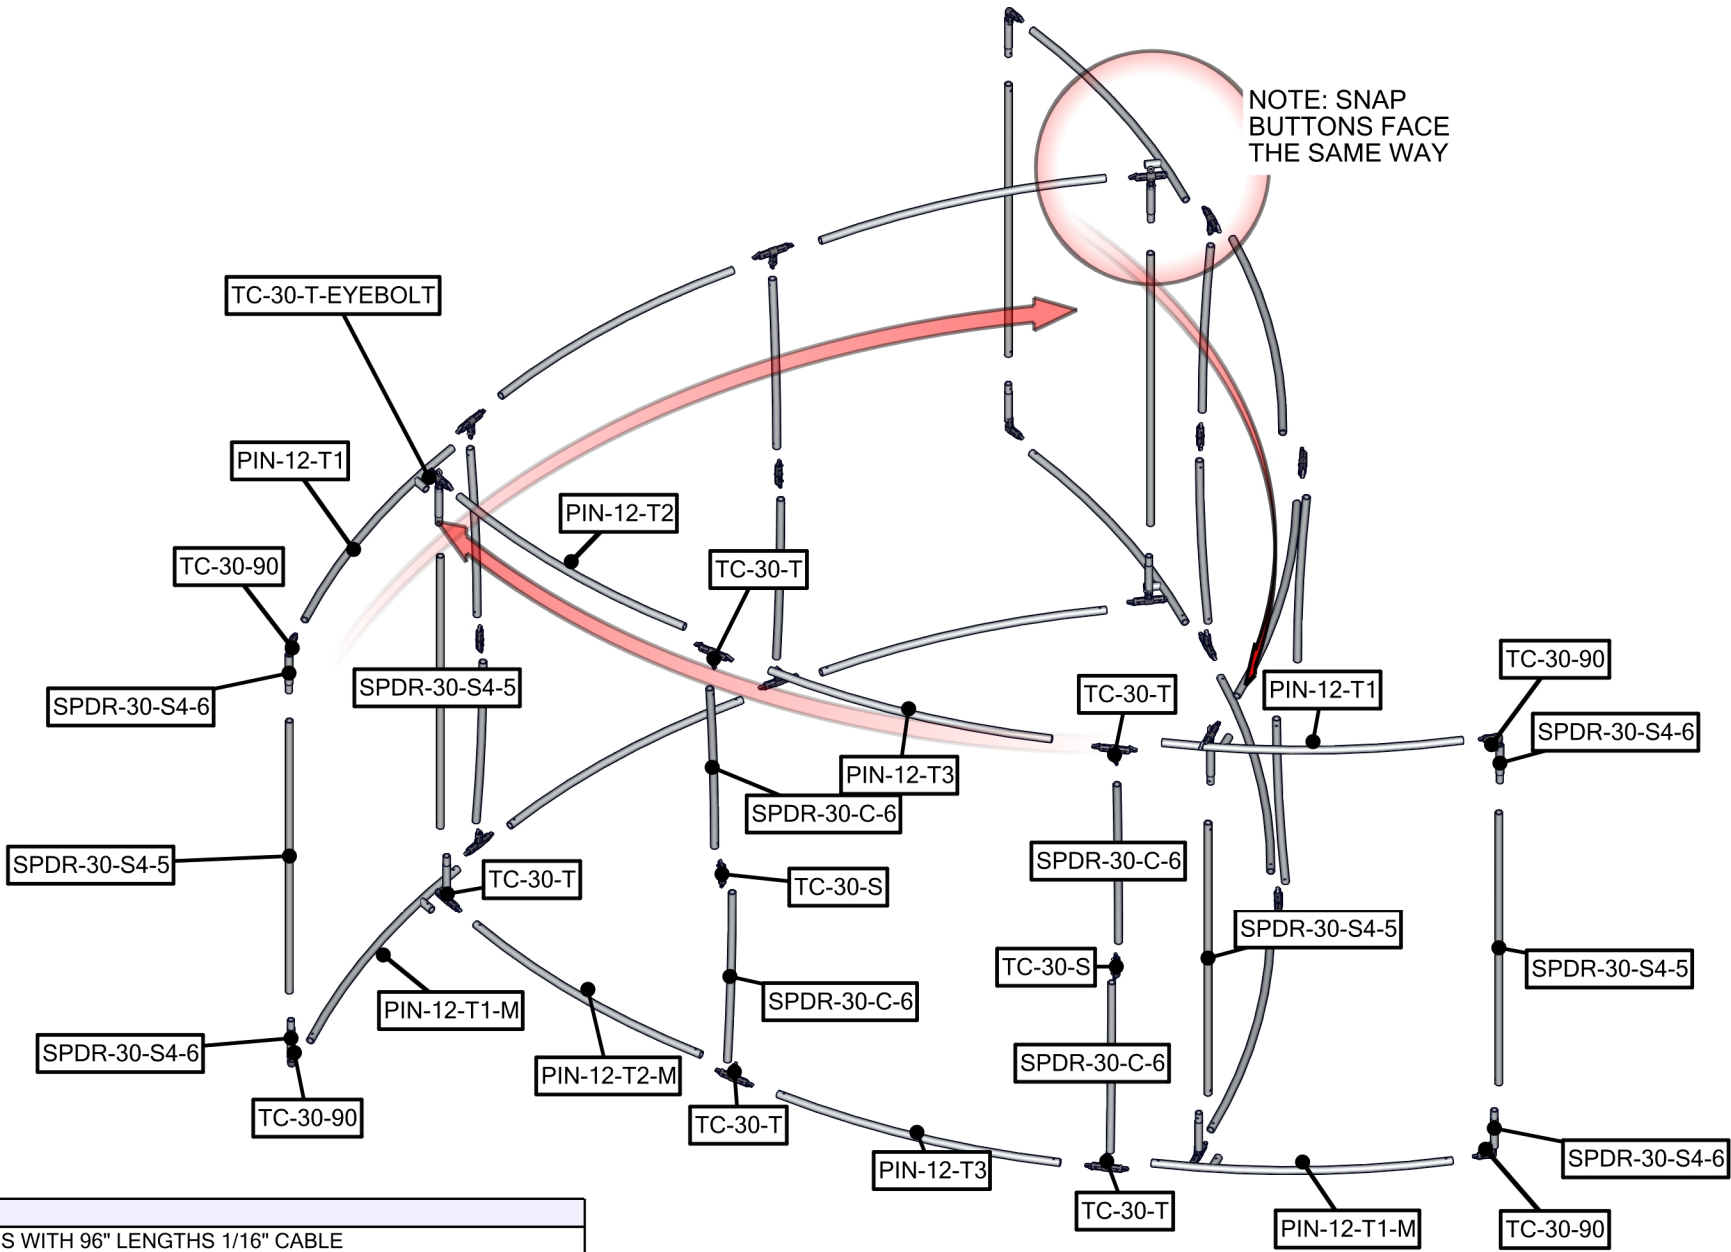 NOTE: SNAP
BUTTONS FACE
THE SAME WAY
TC-30-T-EYEBOLT
PIN-12-T1
PIN-12-T2
TC-30-90
TC-30-T
SPDR-30-S4-6
SPDR-30-S4-5
TC-30-T
PIN-12-T1
TC-30-90
SPDR-30-S4-6
PIN-12-T3
SPDR-30-C-6
SPDR-30-S4-5
TC-30-T
TC-30-S
SPDR-30-C-6
SPDR-30-S4-5
TC-30-S
SPDR-30-S4-5
PIN-12-T1-M
SPDR-30-C-6
SPDR-30-S4-6
PIN-12-T2-M
SPDR-30-C-6
TC-30-90
TC-30-T
PIN-12-T3
SPDR-30-S4-6
TC-30-T
PIN-12-T1-M
TC-30-90
S WITH 96" LENGTHS 1/16" CABLE